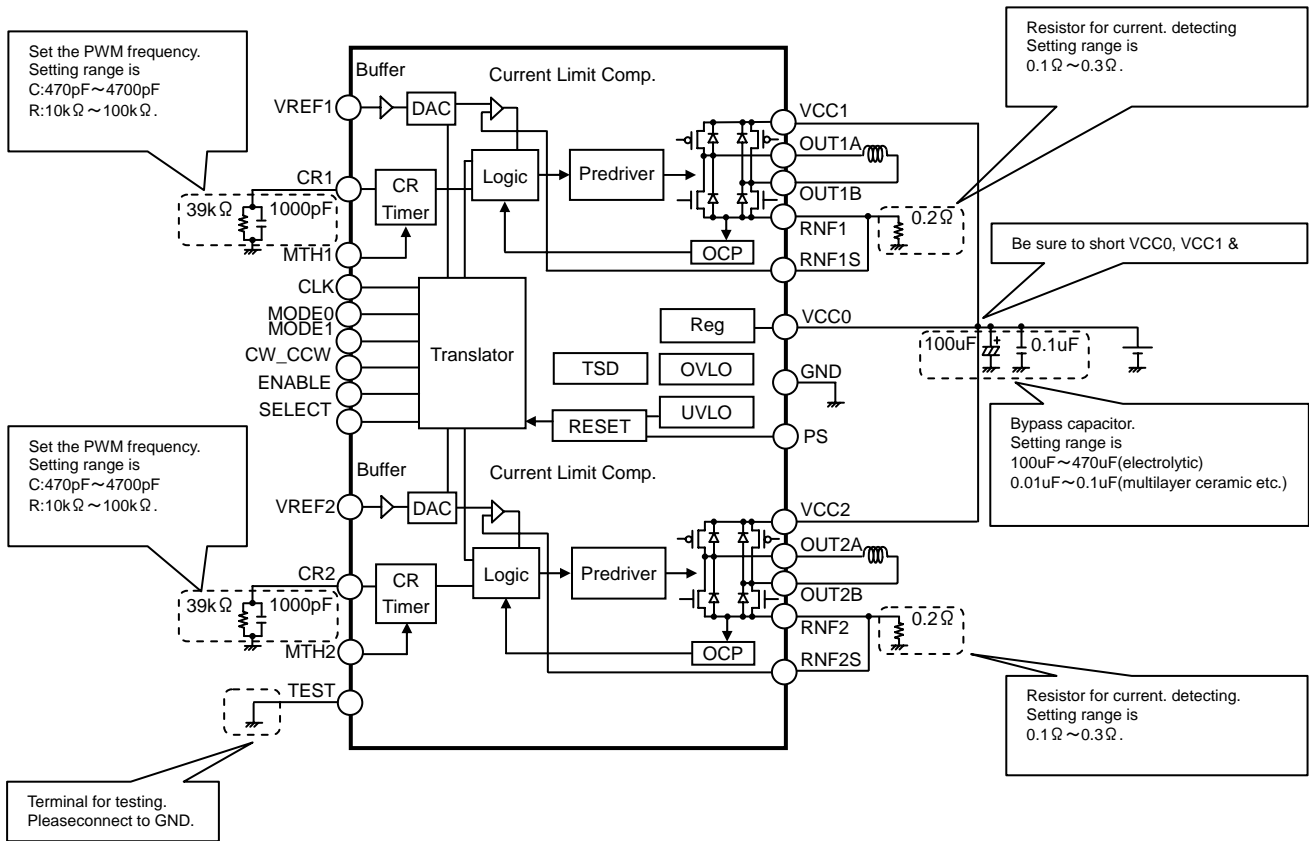 Set the PWM frequency.
Setting range is
C:470pF～4700pF
R:10kΩ～100kΩ.
Resistor for current. detecting
Setting range is
0.1Ω～0.3Ω.
Buffer
Current Limit Comp.
VREF1
DAC
VCC1
OUT1A
CR1
CR
Timer
Logic
Predriver
OUT1B
39kΩ
1000pF
RNF1
0.2Ω
MTH1
OCP
RNF1S
Be sure to short VCC0, VCC1 &
CLK
MODE0
MODE1
CW_CCW
ENABLE
SELECT
Translator
Reg
VCC0
100uF
+
0.1uF
TSD
OVLO
GND
RESET
UVLO
PS
Bypass capacitor.
Setting range is
100uF～470uF(electrolytic)
0.01uF～0.1uF(multilayer ceramic etc.)
Set the PWM frequency.
Setting range is
C:470pF～4700pF
R:10kΩ～100kΩ.
Buffer
Current Limit Comp.
VREF2
DAC
VCC2
OUT2A
CR2
CR
Timer
Logic
Predriver
OUT2B
39kΩ
1000pF
RNF2
0.2Ω
MTH2
OCP
RNF2S
TEST
Resistor for current. detecting.
Setting range is
0.1Ω～0.3Ω.
Terminal for testing.
Pleaseconnect to GND.